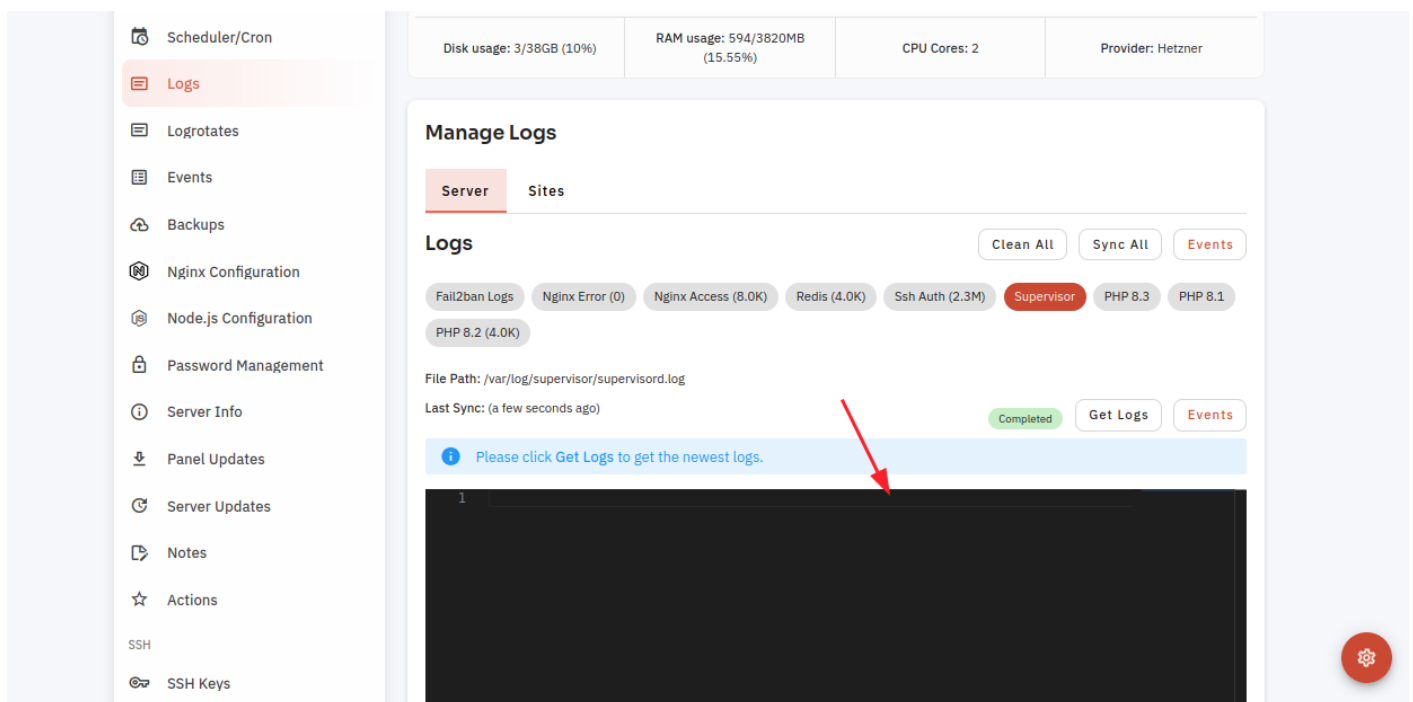 Scheduler/Cron
Logs
Logrotates
Events
Backups
Nginx Configuration
Node.js Configuration
Password Management
Server Info
Panel Updates
Server Updates
Notes
Actions
SSH
SSH Keys
Disk usage: 3/38GB (10%)
RAM usage: 594/3820MB
(15.55%)
CPU Cores: 2
Provider: Hetzner
Manage Logs
Server Sites
Logs
Clean All Sync All Events
Fail2ban Logs Nginx Error (0) Nginx Access (8.0K) Redis (4.0K) Ssh Auth (2.3M) Supervisor PHP 8.3 PHP 8.1
PHP 8.2 (4.0K)
File Path: /var/log/supervisor/supervisord.log
Last Sync: (a few seconds ago)
Completed Get Logs Events
Please click Get Logs to get the newest logs.
1